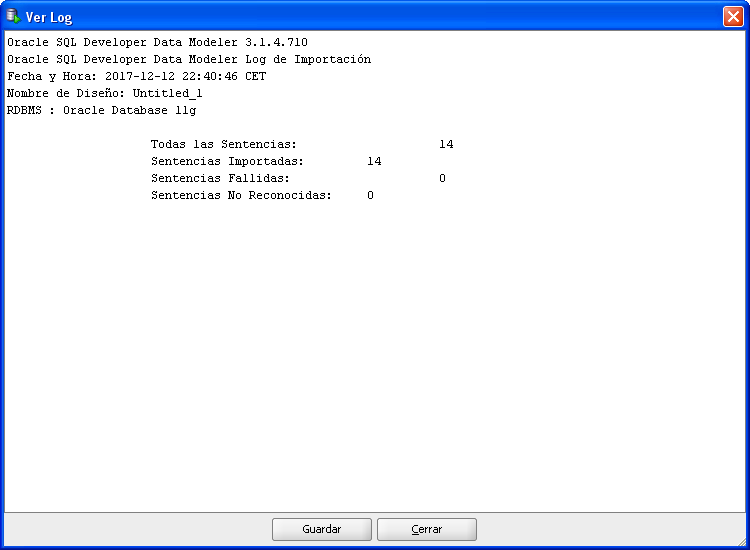 Ver Log
Oracle SQL Developer Data Modeler 3.1.4.710
Oracle SQL Developer Data Modeler Log de Importación
Fecha y Hora: 2017-12-12 22:40:46 CET
Nombre de Diseño: Untitled_1
RDBMS : Oracle Database 11g
Todas las Sentencias: 14
Sentencias Importadas: 14
Sentencias Fallidas: 0
Sentencias No Reconocidas: 0
Guardar Cerrar